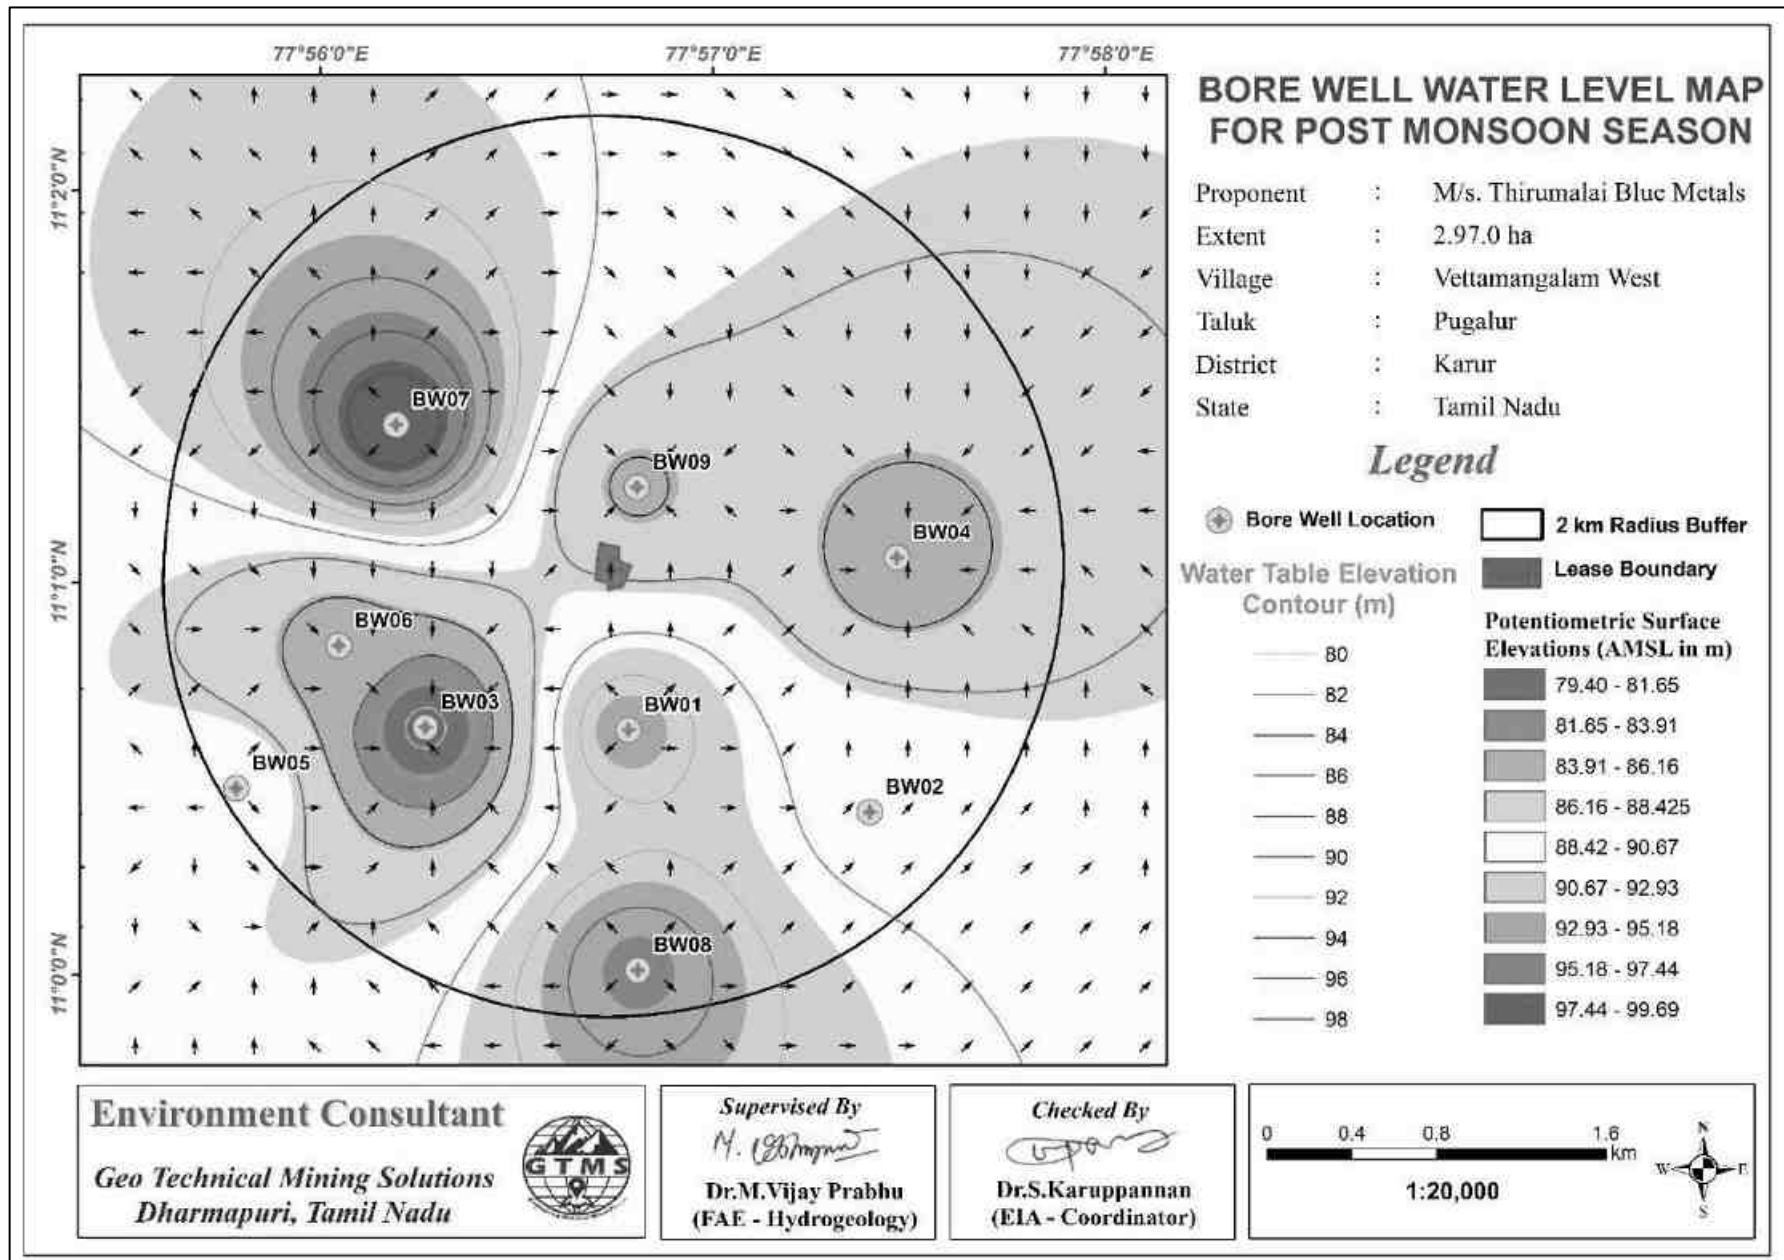 77°56'0"E
77°57'0"E
77°58'0"E
11°2'0"N
11°1'0"N
11°0'0"N
BW07
BW09
BW04
BW06
BW03
BW01
BW05
BW02
BW08
BORE WELL WATER LEVEL MAP
FOR POST MONSOON SEASON
Proponent : M/s. Thirumalai Blue Metals
Extent : 2.97.0 ha
Village : Vettamangalam West
Taluk : Pugalur
District : Karur
State : Tamil Nadu
Legend
Bore Well Location
2 km Radius Buffer
Lease Boundary
Water Table Elevation
Contour (m)
80
82
84
86
88
90
92
94
96
98
Potentiometric Surface
Elevations (AMSL in m)
79.40 - 81.65
81.65 - 83.91
83.91 - 86.16
86.16 - 88.425
88.42 - 90.67
90.67 - 92.93
92.93 - 95.18
95.18 - 97.44
97.44 - 99.69
Environment Consultant
Geo Technical Mining Solutions
Dharmapuri, Tamil Nadu
GTMS
Supervised By
Dr.M.Vijay Prabhu
(FAE - Hydrogeology)
Checked By
Dr.S.Karuppannan
(EIA - Coordinator)
0 0.4 0.8 1.6
km
1:20,000
N
W E
S